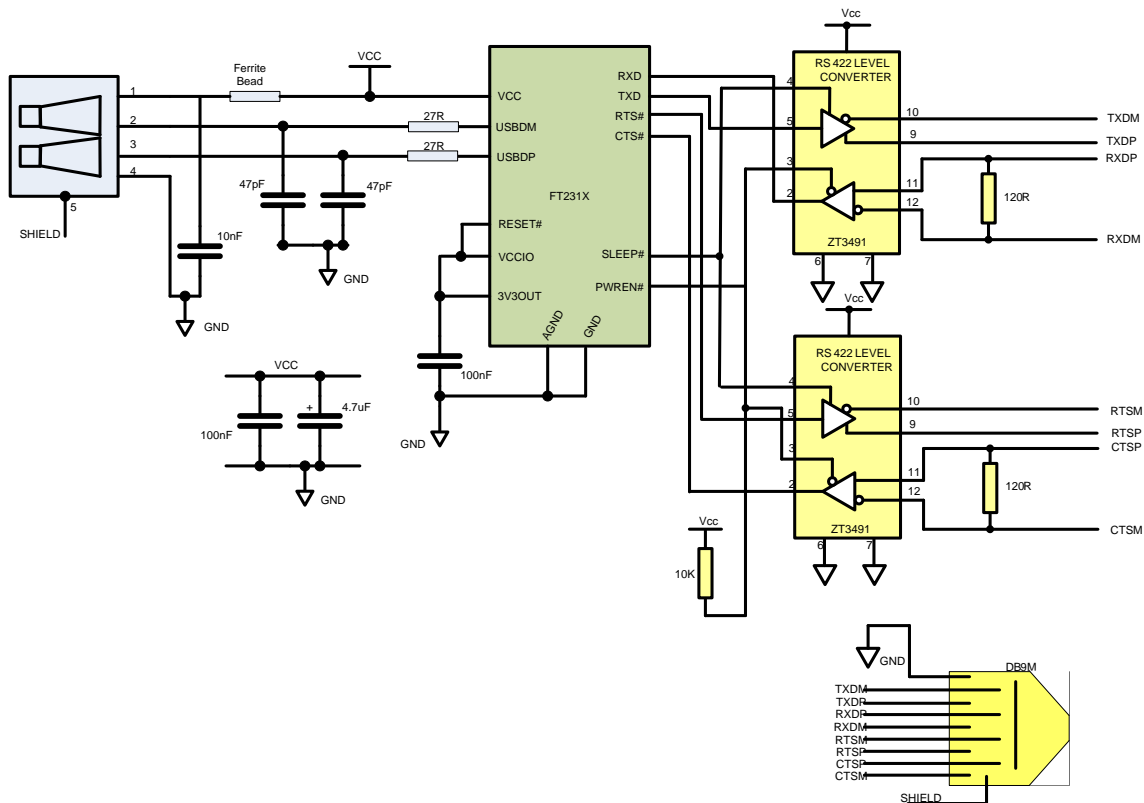 Vcc
VCC
Ferrite
Bead
1
2
3
4
5
SHIELD
27R
27R
47pF
47pF
10nF
GND
GND
VCC
USBDM
USBDP
RESET#
VCCIO
3V3OUT
FT231X
AGND
GND
RXD
TXD
RTS#
CTS#
SLEEP#
PWREN#
100nF
GND
VCC
100nF
+
4.7uF
GND
RS 422 LEVEL
CONVERTER
4
5
3
2
10
9
11
12
6
7
ZT3491
120R
TXDM
TXDP
RXDP
RXDM
Vcc
RS 422 LEVEL
CONVERTER
4
5
3
2
10
9
11
12
6
7
ZT3491
120R
RTSM
RTSP
CTSP
CTSM
Vcc
10K
GND
DB9M
TXDM
TXDP
RXDP
RXDM
RTSM
RTSP
CTSP
CTSM
SHIELD